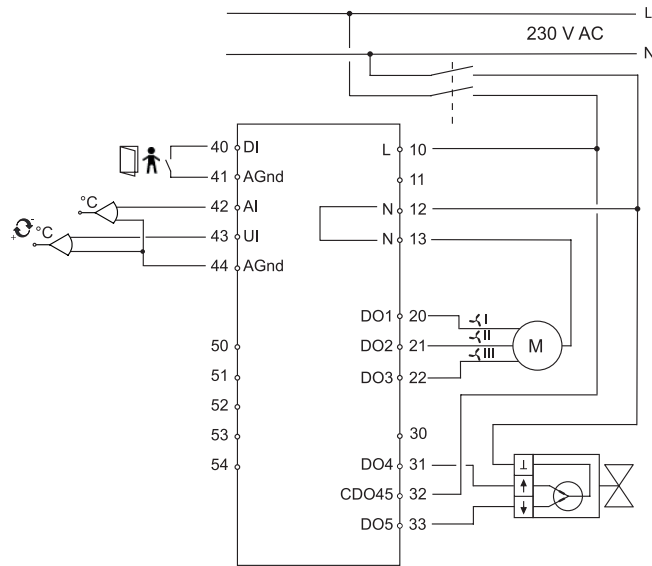 L
230 V AC
N
40 DI
L 10
41 AGnd
11
°C
42 AI
N 12
°C
43 UI
N 13
44 AGnd
DO1 20 I
II
50
DO2 21 M
III
51
DO3 22
52
53
30
54
DO4 31
CDO45 32
DO5 33